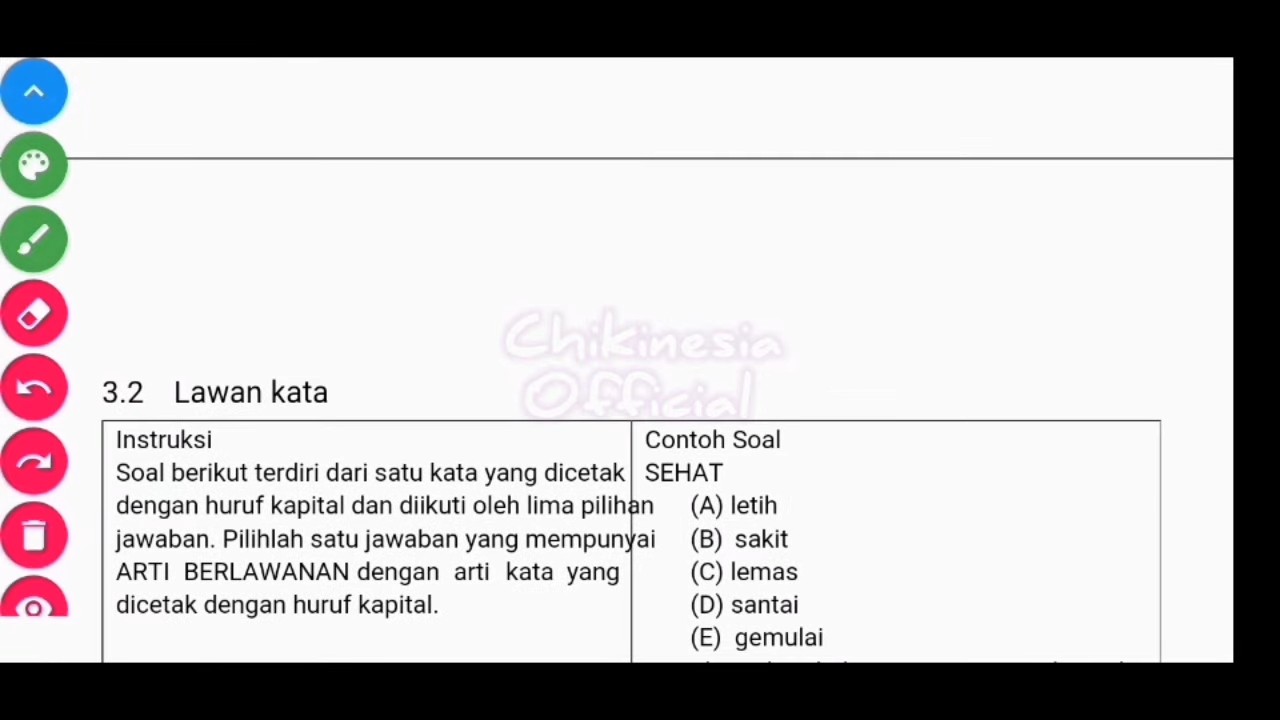 Chikinesia
Official
3.2 Lawan kata
Instruksi
Soal berikut terdiri dari satu kata yang dicetak
dengan huruf kapital dan diikuti oleh lima pilihan
jawaban. Pilihlah satu jawaban yang mempunyai
ARTI BERLAWANAN dengan arti kata yang
dicetak dengan huruf kapital.
Contoh Soal
SEHAT
(A) letih
(B) sakit
(C) lemas
(D) santai
(E) gemulai